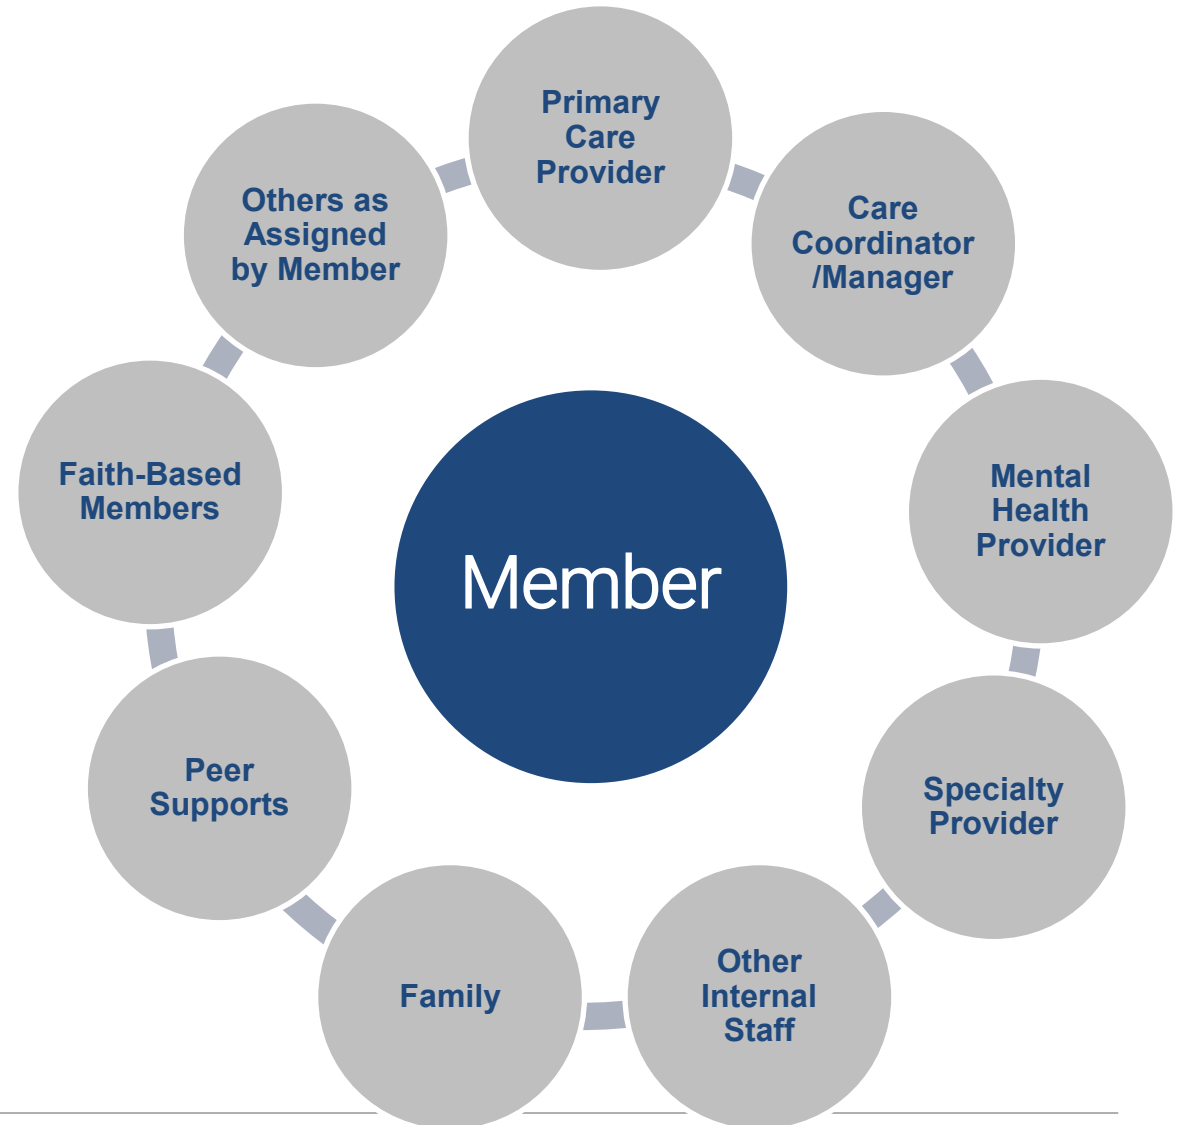 Primary
Care
Provider
Care
Coordinator
/Manager
Mental
Health
Provider
Specialty
Provider
Other
Internal
Staff
Family
Peer
Supports
Faith-Based
Members
Others as
Assigned
by Member
Member